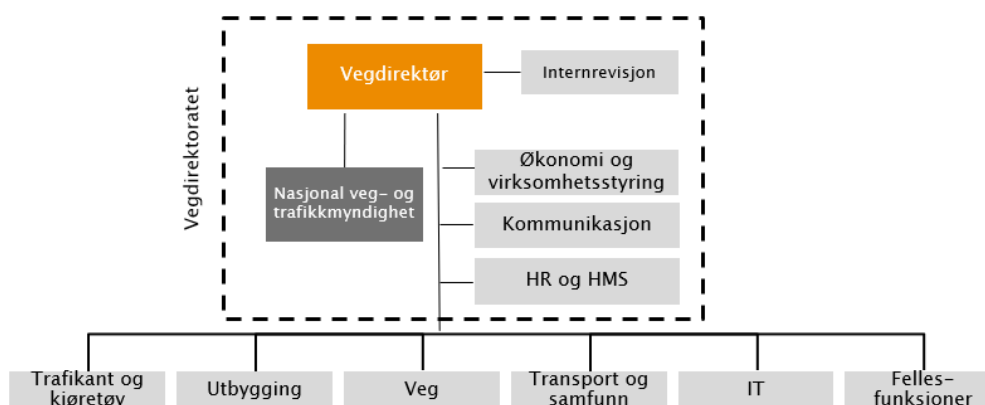 Vegdirektoratet
Vegdirektør
Internrevisjon
Nasjonal veg- og
trafikkmyndighet
Økonomi og
virksomhetsstyring
Kommunikasjon
HR og HMS
Trafikant og
kjøretøy
Utbygging
Veg
Transport og
samfunn
IT
Felles-
funksjoner